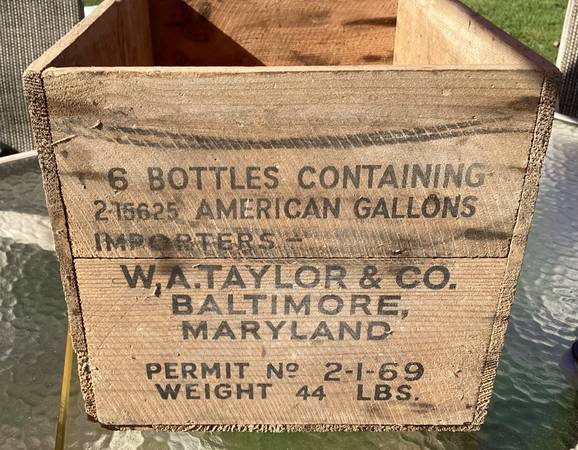 6 BOTTLES CONTAINING
2·15625 AMERICAN GALLONS
IMPORTERS –
W,A.TAYLOR & CO.
BALTIMORE,
MARYLAND
PERMIT Nº 2-1-69
WEIGHT 44 LBS.